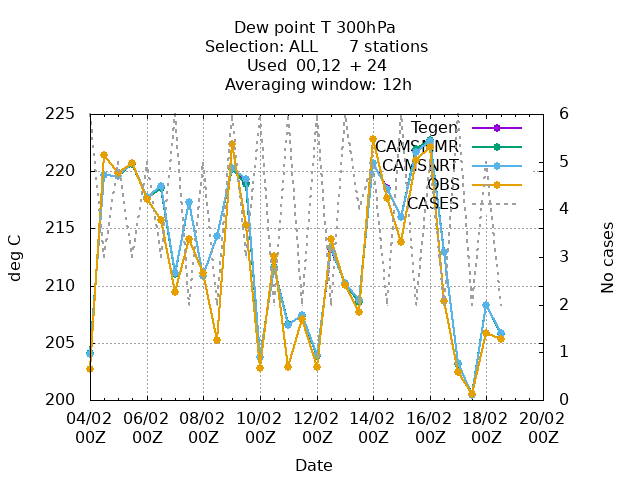 Dew point T 300hPa
Selection: ALL 7 stations
Used 00,12 + 24
Averaging window: 12h
225
220
215
210
205
200
deg C
6
5
4
3
2
1
0
No cases
Tegen
CAMSiMR
CAMSNRT
OBS
CASES
04/02 06/02 08/02 10/02 12/02 14/02 16/02 18/02 20/02
00Z 00Z 00Z 00Z 00Z 00Z 00Z 00Z 00Z
Date